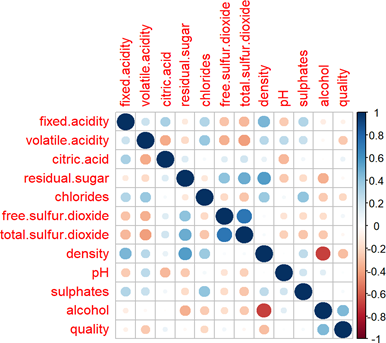 fixed.acidity
volatile.acidity
citric.acid
residual.sugar
chlorides
free.sulfur.dioxide
total.sulfur.dioxide
density
pH
sulphates
alcohol
quality
fixed.acidity
volatile.acidity
citric.acid
residual.sugar
chlorides
free.sulfur.dioxide
total.sulfur.dioxide
density
pH
sulphates
alcohol
quality
1
0.8
0.6
0.4
0.2
0
-0.2
-0.4
-0.6
-0.8
-1